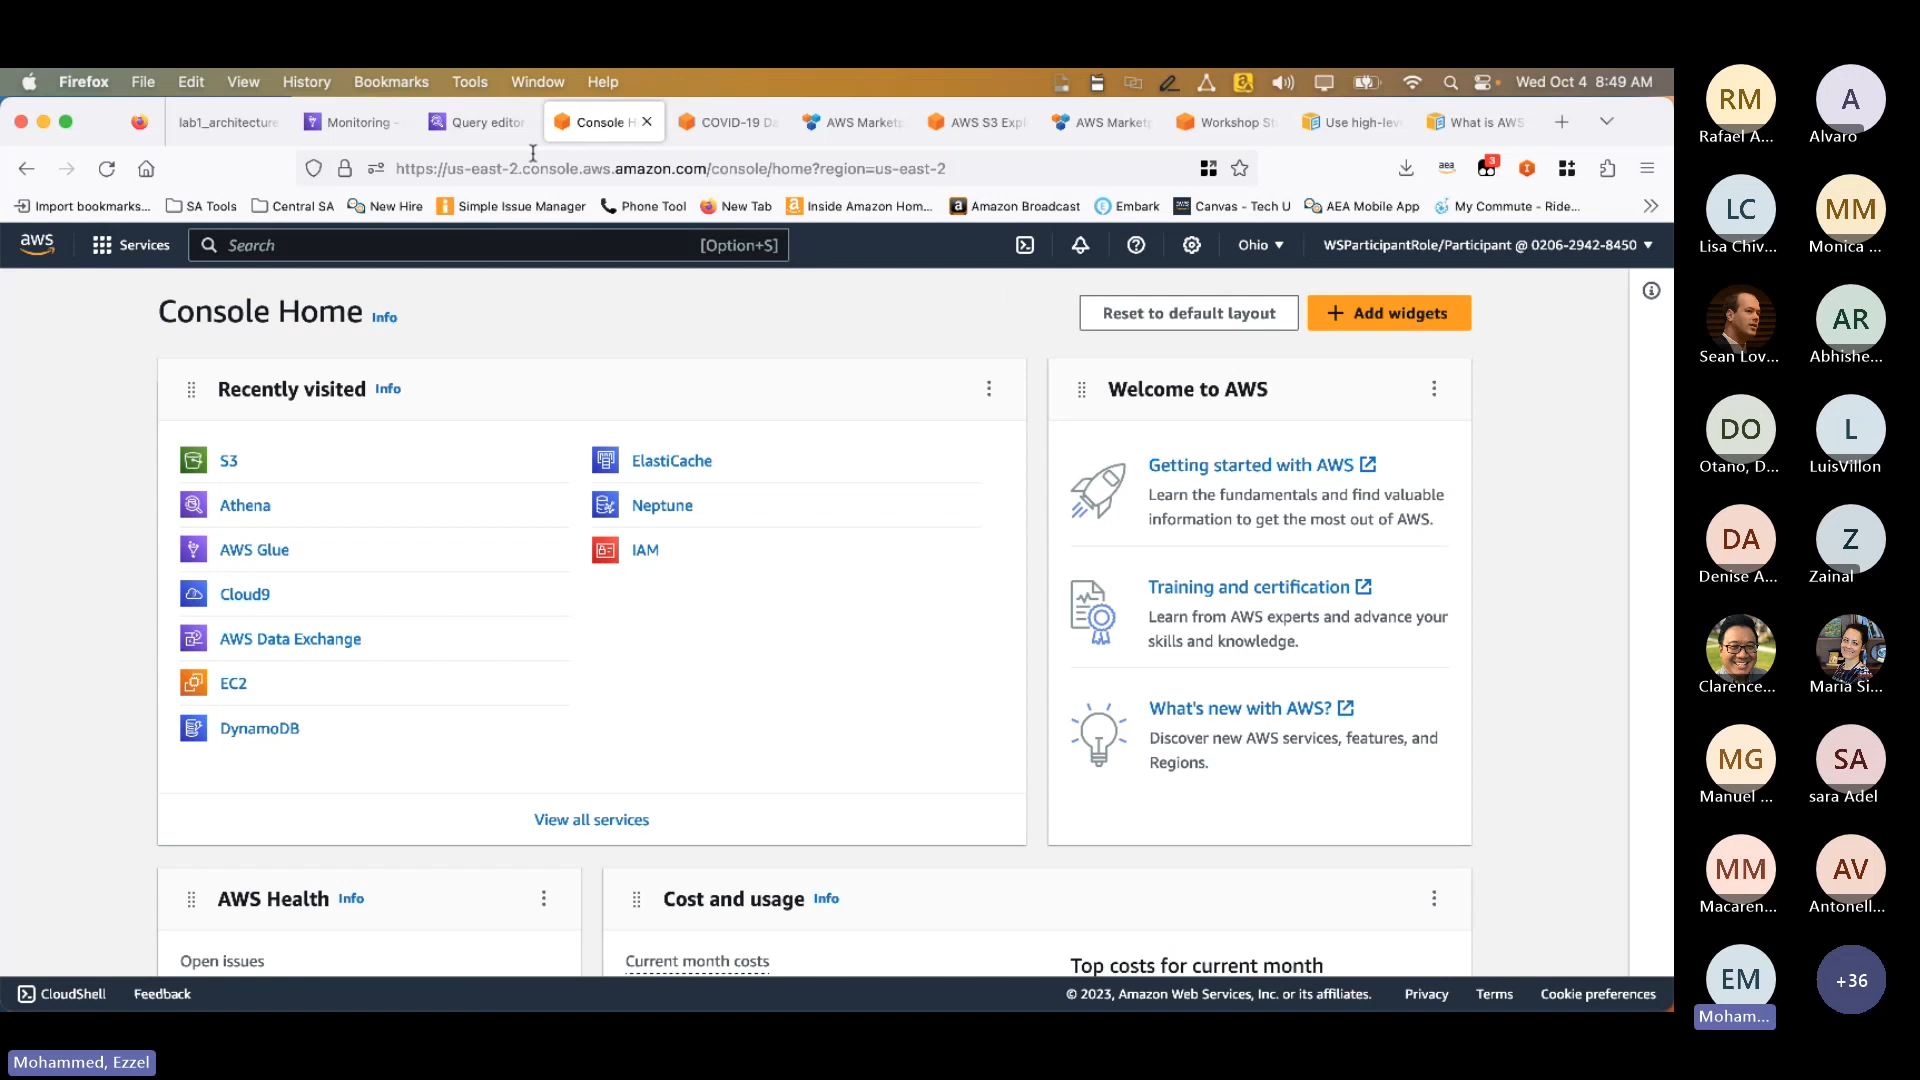 Firefox File Edit View History Bookmarks Tools Window Help
Wed Oct 4 8:49 AM
lab1_architecture
Monitoring -
Query editor
Console H
COVID-19 Da
AWS Market
AWS S3 Expl
AWS Market
Workshop St
Use high-lev
What is AWS
https://us-east-2.console.aws.amazon.com/console/home?region=us-east-2
aea
3
Import bookmarks...
SA Tools
Central SA
New Hire
Simple Issue Manager
Phone Tool
New Tab
Inside Amazon Hom...
Amazon Broadcast
Embark
Canvas - Tech U
AEA Mobile App
My Commute - Ride...
aws
Services
Search
[Option+S]
Ohio
WSParticipantRole/Participant @ 0206-2942-8450
Console Home Info
Reset to default layout
Add widgets
Recently visited Info
S3
Athena
AWS Glue
Cloud9
AWS Data Exchange
EC2
DynamoDB
ElastiCache
Neptune
IAM
View all services
Welcome to AWS
Getting started with AWS
Learn the fundamentals and find valuable
information to get the most out of AWS.
Training and certification
Learn from AWS experts and advance your
skills and knowledge.
What's new with AWS?
Discover new AWS services, features, and
Regions.
AWS Health Info
Open issues
Cost and usage Info
Current month costs
Top costs for current month
CloudShell
Feedback
© 2023, Amazon Web Services, Inc. or its affiliates.
Privacy
Terms
Cookie preferences
RM
Rafael A...
A
Alvaro
LC
Lisa Chiv...
MM
Monica ...
Sean Lov...
AR
Abhishe...
DO
Otano, D...
L
LuisVillon
DA
Denise A...
Z
Zainal
Clarence...
Maria Si...
MG
Manuel ...
SA
sara Adel
MM
Macaren...
AV
Antonell...
EM
Moham...
+36
Mohammed, Ezzel